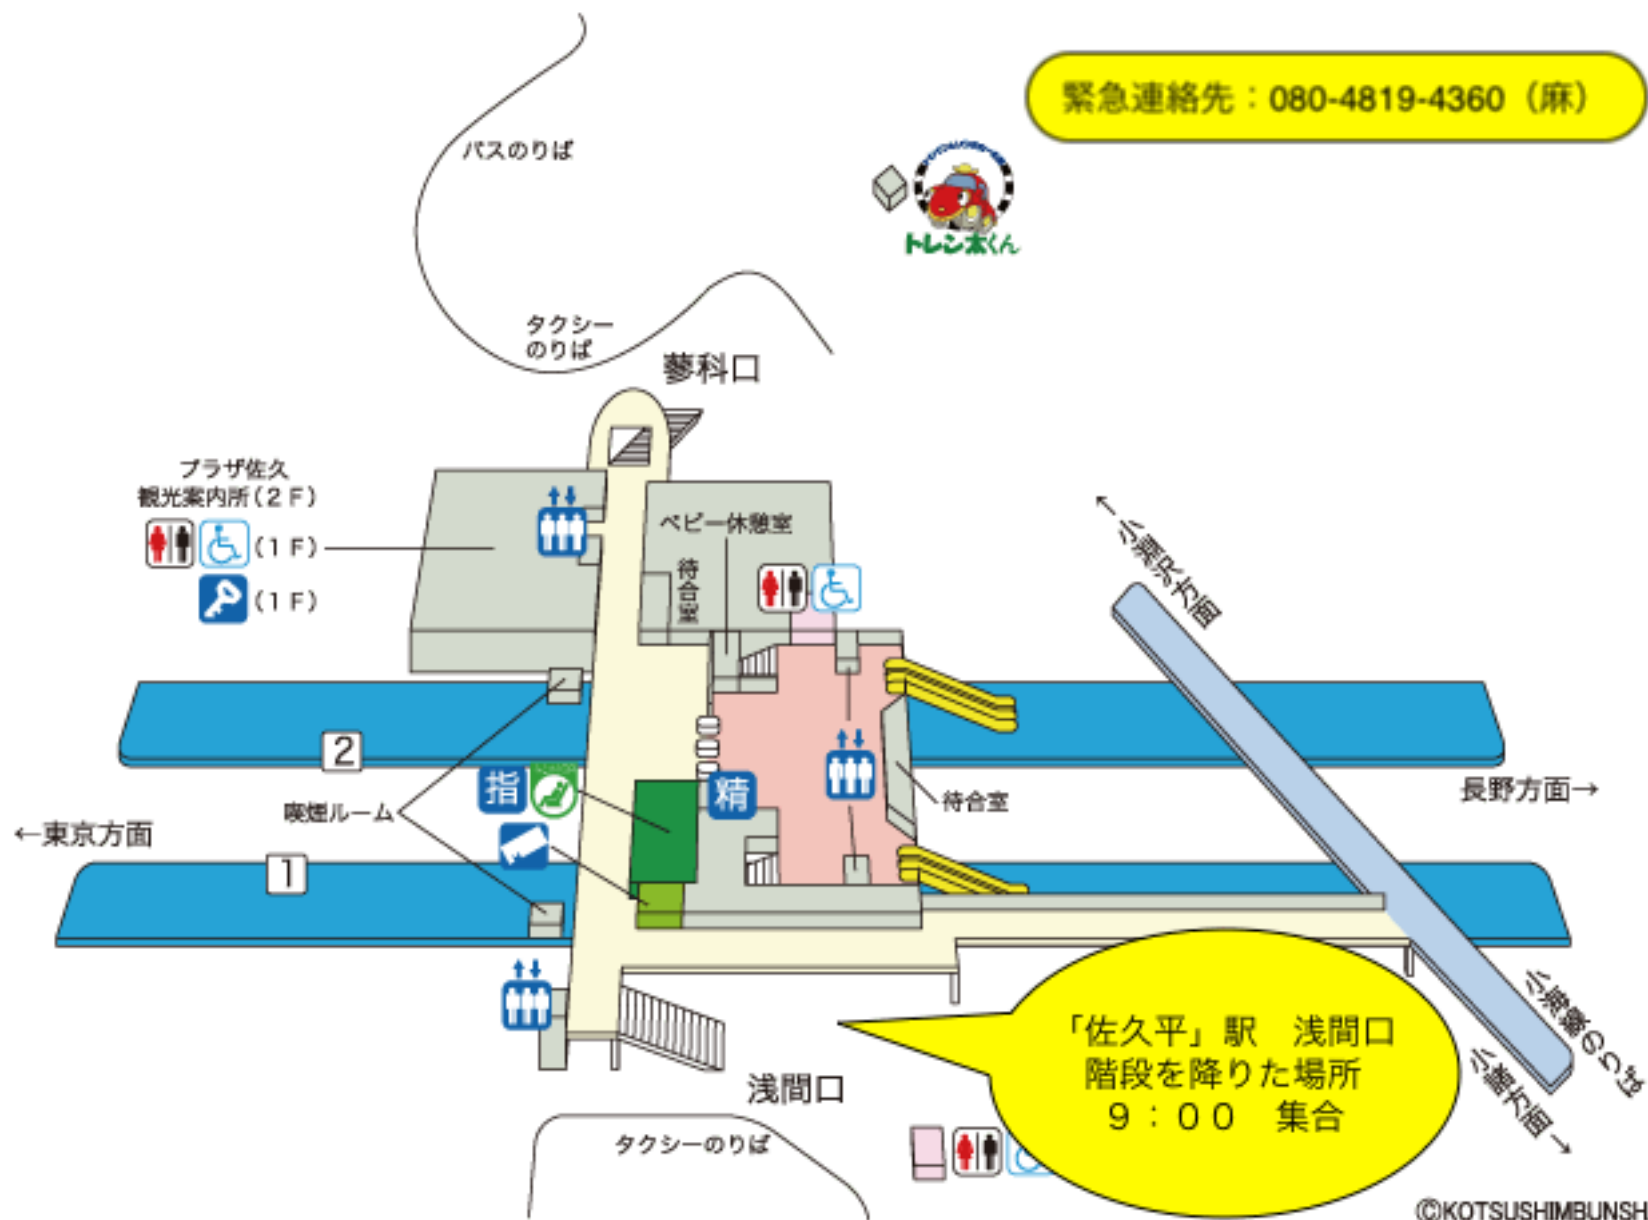 緊急連絡先：080-4819-4360（麻）
バスのりば
トレン太くん
タクシー
のりば
蓼科口
プラザ佐久
観光案内所(２Ｆ)
(１Ｆ)
(１Ｆ)
ベビー休憩室
待合室
←小淵沢方面
2
指
精
喫煙ルーム
待合室
長野方面→
←東京方面
1
「佐久平」駅　浅間口
階段を降りた場所
９：００　集合
小海線のりば
小諸方面→
浅間口
タクシーのりば
©KOTSUSHIMBUNSH